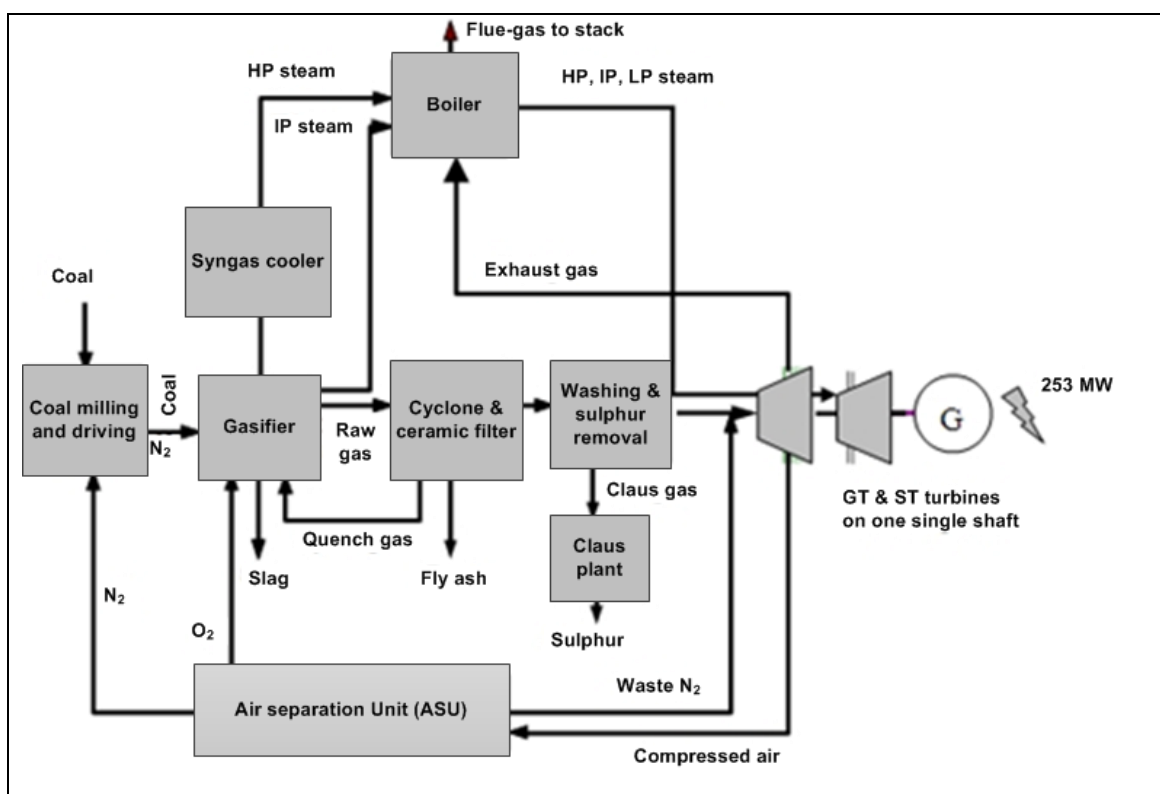 Flue-gas to stack
HP steam
Boiler
HP, IP, LP steam
IP steam
Syngas cooler
Exhaust gas
Coal
Coal milling
and driving
Coal
N₂
Gasifier
Raw
gas
Cyclone &
ceramic filter
Washing &
sulphur
removal
G
253 MW
GT & ST turbines
on one single shaft
Claus gas
Quench gas
Slag
Fly ash
Claus
plant
Sulphur
N₂
O₂
Air separation Unit (ASU)
Waste N₂
Compressed air